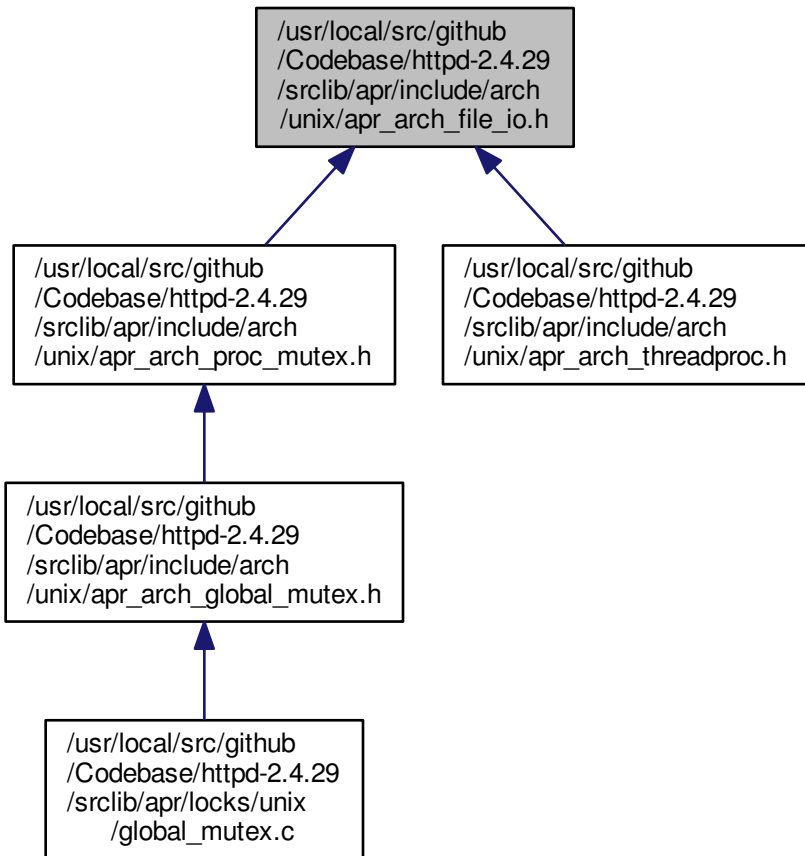 /usr/local/src/github
/Codebase/httpd-2.4.29
/srclib/apr/include/arch
/unix/apr_arch_file_io.h
/usr/local/src/github
/Codebase/httpd-2.4.29
/srclib/apr/include/arch
/unix/apr_arch_proc_mutex.h
/usr/local/src/github
/Codebase/httpd-2.4.29
/srclib/apr/include/arch
/unix/apr_arch_threadproc.h
/usr/local/src/github
/Codebase/httpd-2.4.29
/srclib/apr/include/arch
/unix/apr_arch_global_mutex.h
/usr/local/src/github
/Codebase/httpd-2.4.29
/srclib/apr/locks/unix
/global_mutex.c